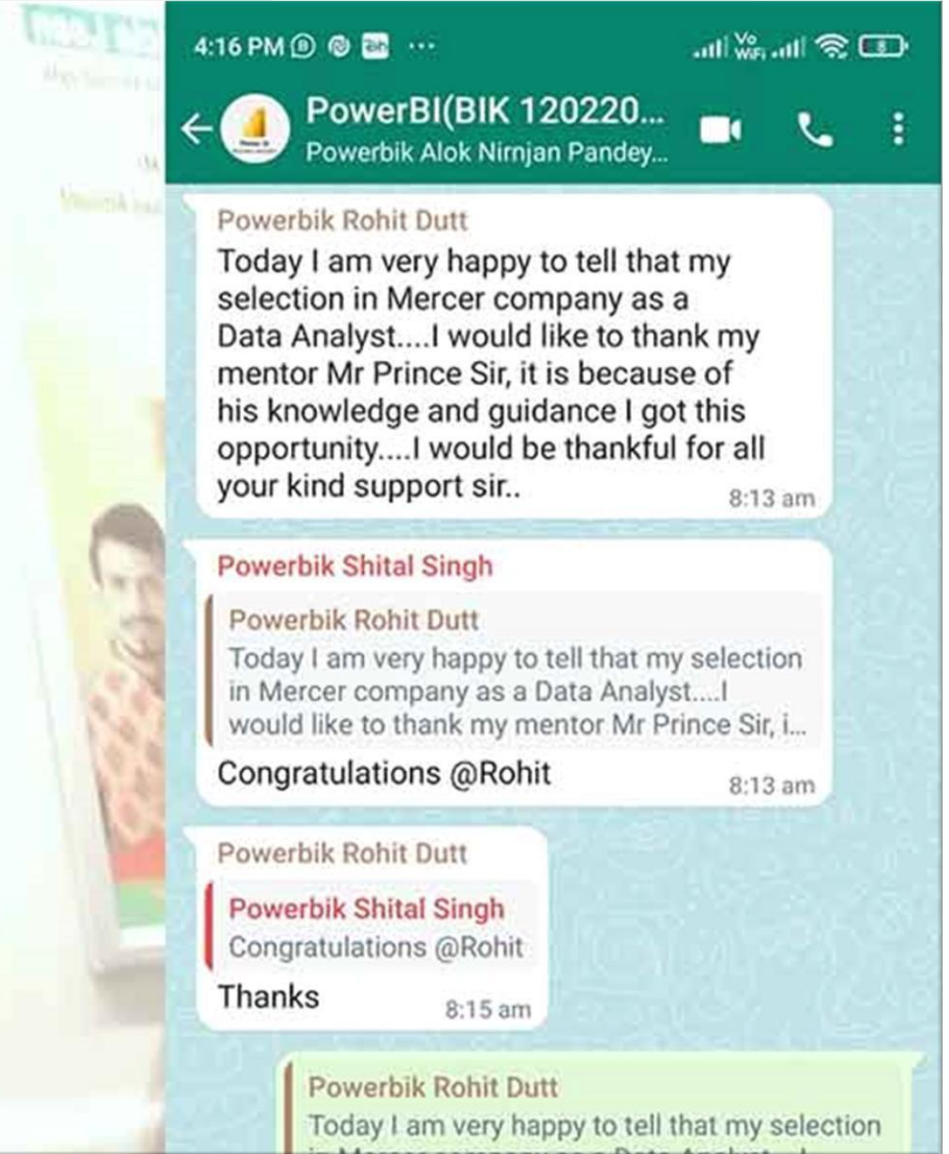 4:16 PM
Vo
WiFi
8
PowerBI(BIK 120220...
Powerbik Alok Nirnjan Pandey...
Powerbik Rohit Dutt
Today I am very happy to tell that my
selection in Mercer company as a
Data Analyst....I would like to thank my
mentor Mr Prince Sir, it is because of
his knowledge and guidance I got this
opportunity....I would be thankful for all
your kind support sir..
8:13 am
Powerbik Shital Singh
Powerbik Rohit Dutt
Today I am very happy to tell that my selection
in Mercer company as a Data Analyst....I
would like to thank my mentor Mr Prince Sir, i...
Congratulations @Rohit
8:13 am
Powerbik Rohit Dutt
Powerbik Shital Singh
Congratulations @Rohit
Thanks
8:15 am
Powerbik Rohit Dutt
Today I am very happy to tell that my selection